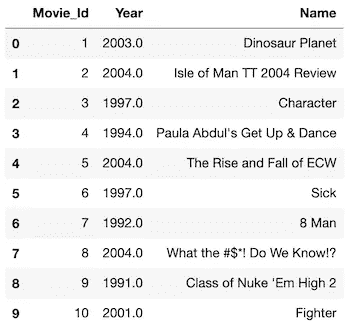 Movie_Id Year Name
0 1 2003.0 Dinosaur Planet
1 2 2004.0 Isle of Man TT 2004 Review
2 3 1997.0 Character
3 4 1994.0 Paula Abdul's Get Up & Dance
4 5 2004.0 The Rise and Fall of ECW
5 6 1997.0 Sick
6 7 1992.0 8 Man
7 8 2004.0 What the #$*! Do We Know!?
8 9 1991.0 Class of Nuke 'Em High 2
9 10 2001.0 Fighter